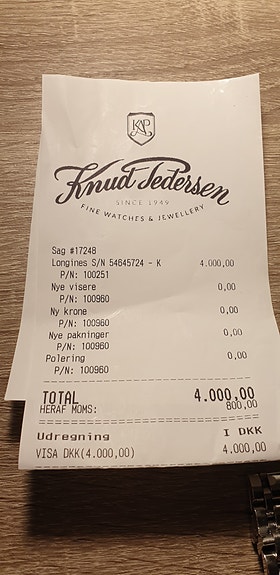 KAP
Knud Pedersen
SINCE 1949
FINE WATCHES & JEWELLERY
Sag #17248
Longines S/N 54645724 - K 4.000,00
P/N: 100251
Nye visere 0,00
P/N: 100960
Ny krone 0,00
P/N: 100960
Nye pakninger 0,00
P/N: 100960
Polering 0,00
P/N: 100960
TOTAL 4.000,00
HERAF MOMS: 800,00
Udregning I DKK
VISA DKK(4.000,00) 4.000,00